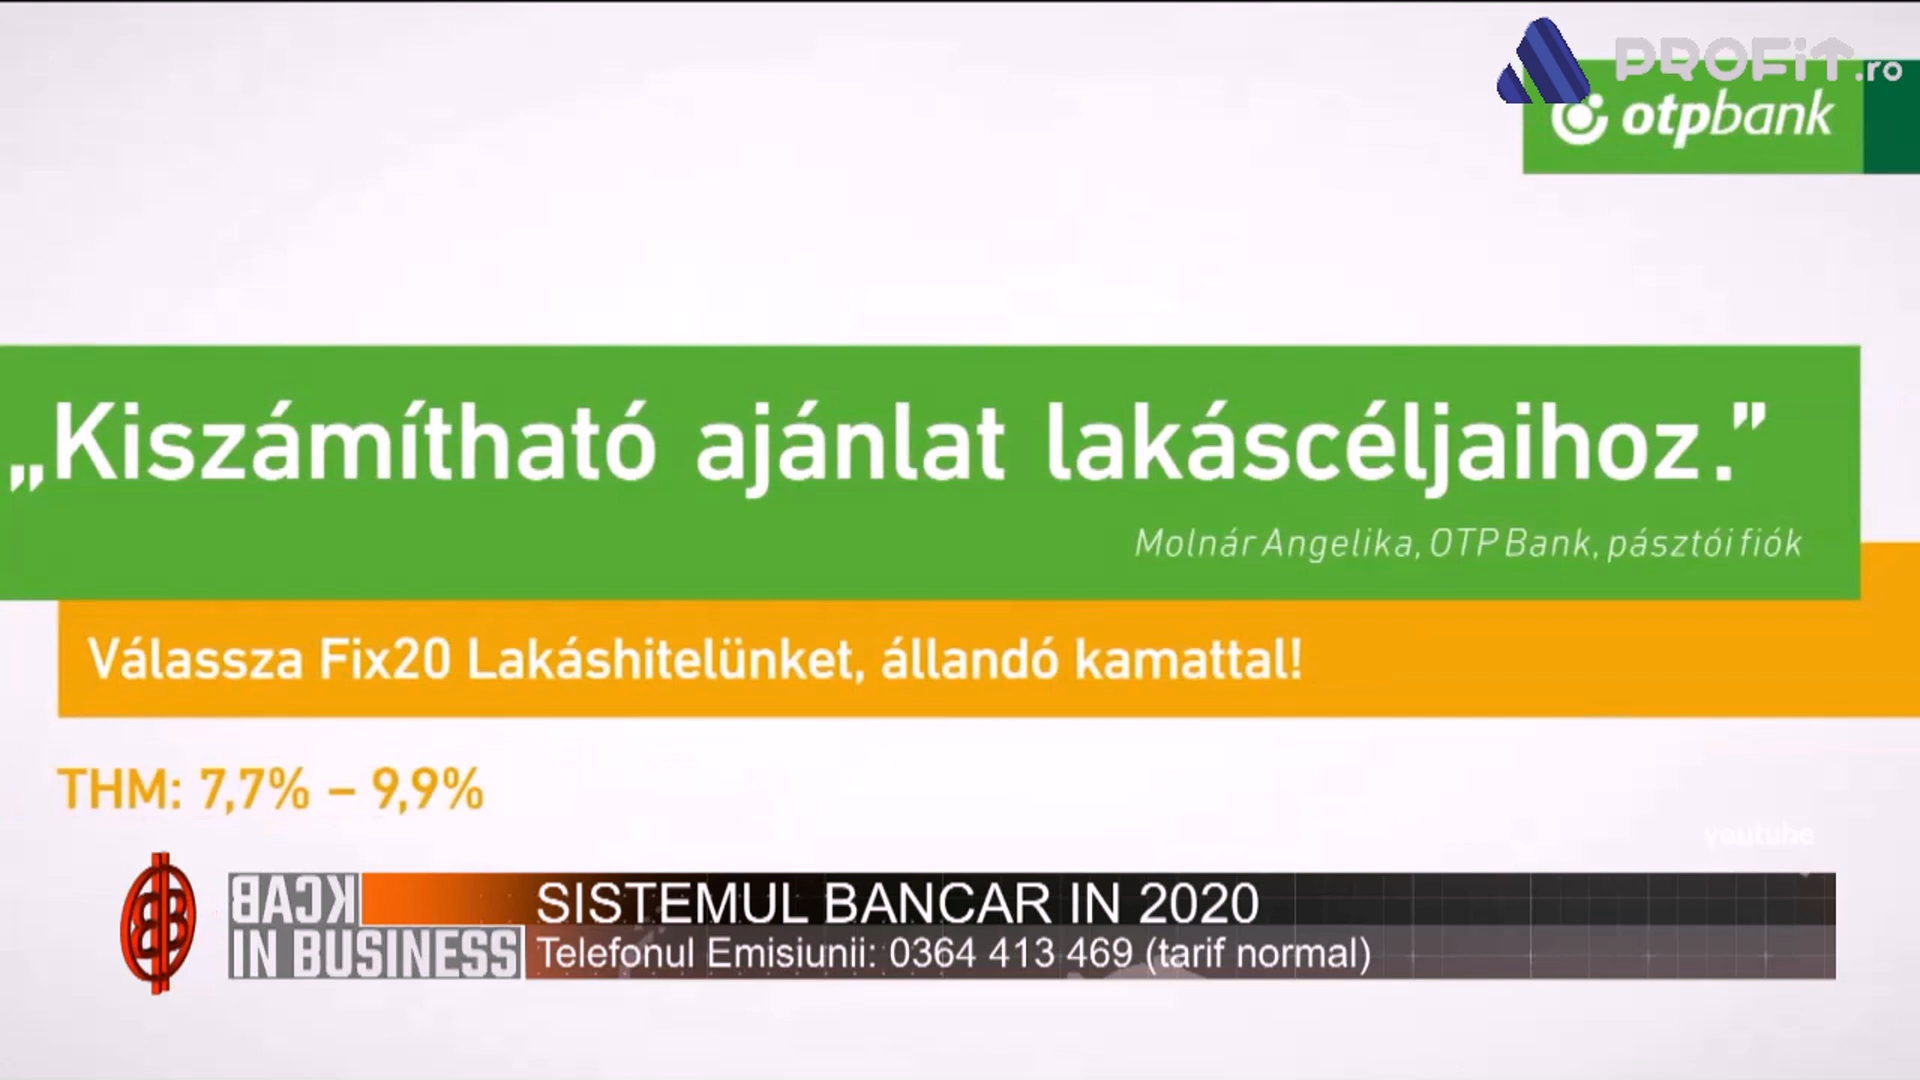 PROFIT.ro
otpbank
„Kiszámítható ajánlat lakáscéljaihoz.”
Molnár Angelika, OTP Bank, pásztói fiók
Válassza Fix20 Lakáshitelünket, állandó kamattal!
THM: 7,7% – 9,9%
youtube
BACK
IN BUSINESS
SISTEMUL BANCAR IN 2020
Telefonul Emisiunii: 0364 413 469 (tarif normal)